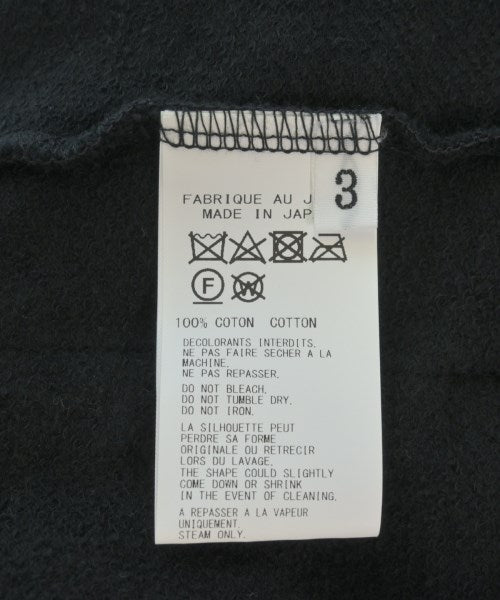 3
FABRIQUE AU J
MADE IN JAP
F W
100% COTON COTTON
DECOLORANTS INTERDITS.
NE PAS FAIRE SECHER A LA
MACHINE.
NE PAS REPASSER.
DO NOT BLEACH.
DO NOT TUMBLE DRY.
DO NOT IRON.
LA SILHOUETTE PEUT
PERDRE SA FORME
ORIGINALE OU RETRECIR
LORS DU LAVAGE.
THE SHAPE COULD SLIGHTLY
COME DOWN OR SHRINK
IN THE EVENT OF CLEANING.
A REPASSER A LA VAPEUR
UNIQUEMENT.
STEAM ONLY.